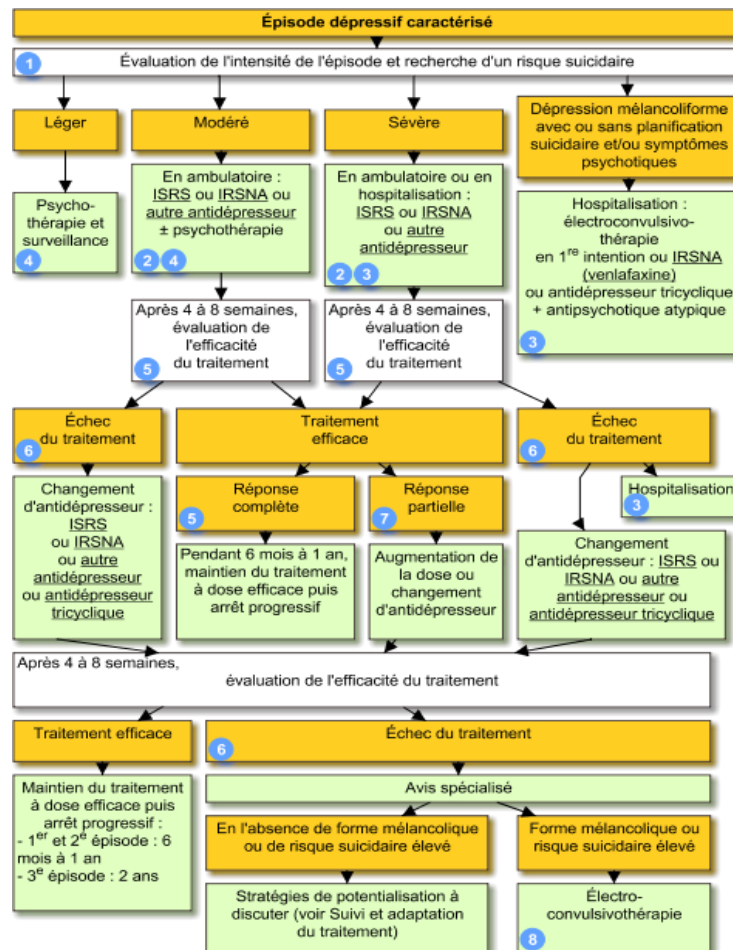 Épisode dépressif caractérisé
1
Évaluation de l'intensité de l'épisode et recherche d'un risque suicidaire
Léger
Modéré
Sévère
Dépression mélancoliforme
avec ou sans planification
suicidaire et/ou symptômes
psychotiques
Psycho-
thérapie et
surveillance
4
En ambulatoire :
ISRS ou IRSNA ou
autre antidépresseur
± psychothérapie
2 4
En ambulatoire ou en
hospitalisation :
ISRS ou IRSNA
ou autre
antidépresseur
2 3
Hospitalisation :
électroconvulsivo-
thérapie
en 1re intention ou IRSNA
(venlafaxine)
ou antidépresseur tricyclique
+ antipsychotique atypique
3
Après 4 à 8 semaines,
évaluation de
l'efficacité
du traitement
5
Après 4 à 8 semaines,
évaluation de
l'efficacité
du traitement
5
Échec
du traitement
6
Traitement
efficace
Échec
du traitement
6
Changement
d'antidépresseur :
ISRS
ou IRSNA
ou autre
antidépresseur
ou antidépresseur
tricyclique
Réponse
complète
5
Réponse
partielle
7
Hospitalisation
3
Pendant 6 mois à 1 an,
maintien du traitement
à dose efficace puis
arrêt progressif
Augmentation de
la dose ou
changement
d'antidépresseur
Changement
d'antidépresseur : ISRS ou
IRSNA ou autre
antidépresseur ou
antidépresseur tricyclique
Après 4 à 8 semaines,
évaluation de l'efficacité du traitement
Traitement efficace
6
Échec du traitement
Maintien du traitement
à dose efficace puis
arrêt progressif :
- 1er et 2e épisode : 6
mois à 1 an
- 3e épisode : 2 ans
Avis spécialisé
En l'absence de forme mélancolique
ou de risque suicidaire élevé
Forme mélancolique ou
risque suicidaire élevé
Stratégies de potentialisation à
discuter (voir Suivi et adaptation
du traitement)
Électro-
convulsivothérapie
8